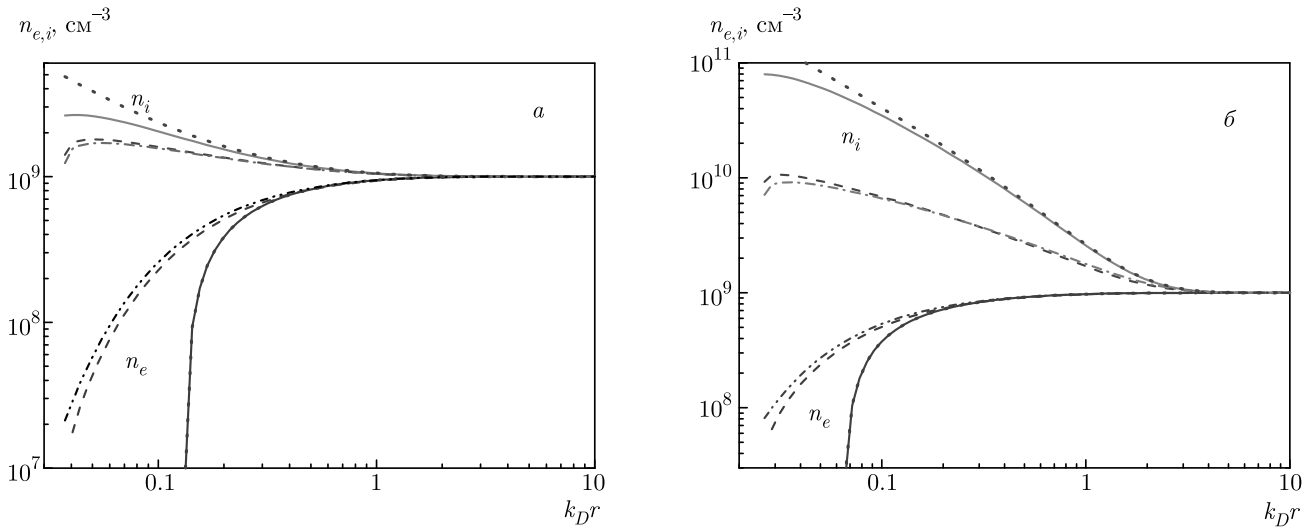 n_{e,i}, см^{−3}
а
n_i
10^9
10^8
n_e
10^7
0.1 1 10
k_D r
n_{e,i}, см^{−3}
10^{11}
б
n_i
10^{10}
10^9
10^8
n_e
0.1 1 10
k_D r